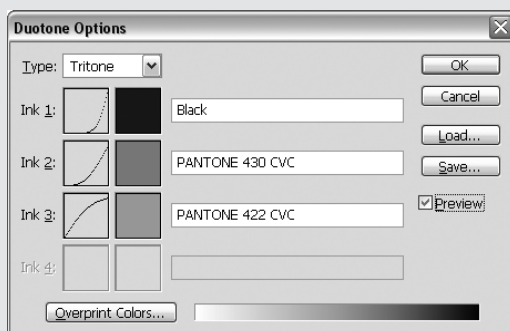 Duotone Options
Type: Tritone
OK
Cancel
Ink 1: Black
Load...
Ink 2: PANTONE 430 CVC
Save...
Preview
Ink 3: PANTONE 422 CVC
Ink 4:
Overprint Colors...